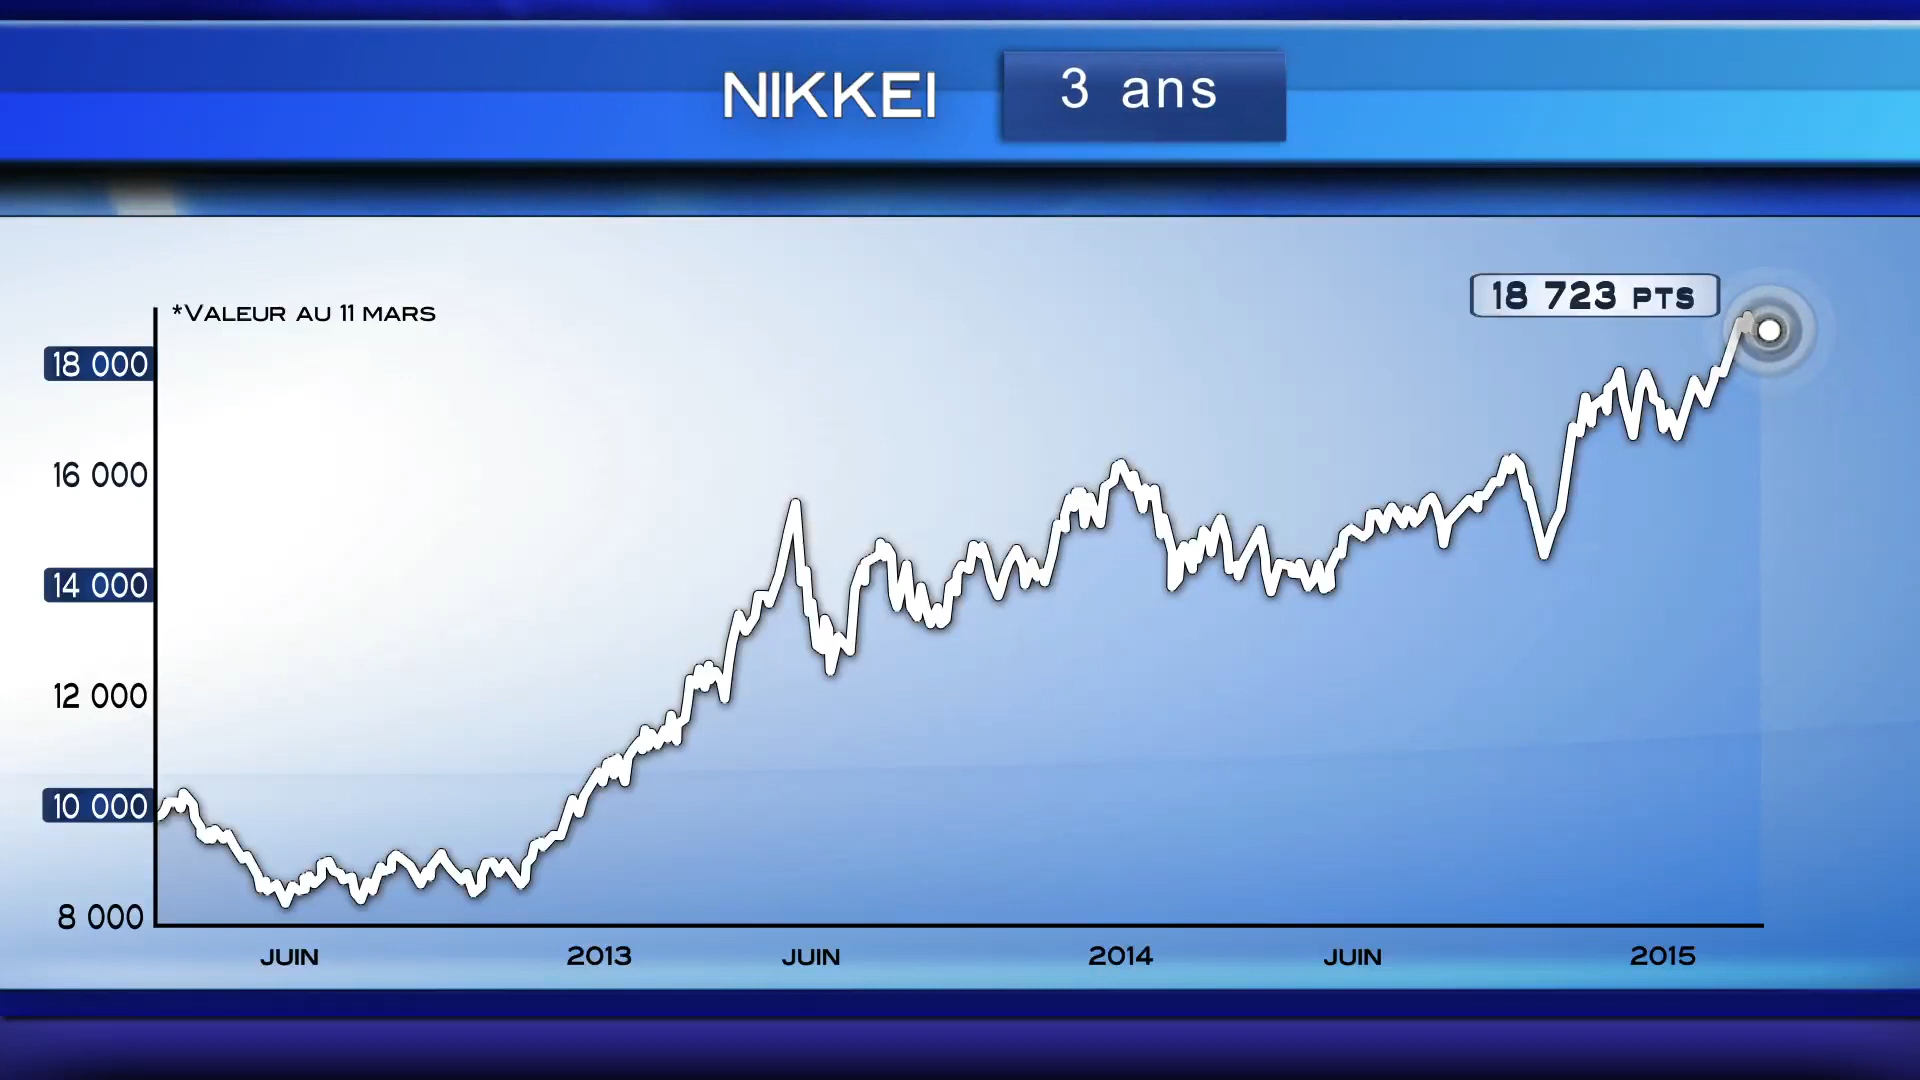 NIKKEI 3 ans
18 723 PTS
*VALEUR AU 11 MARS
18 000
16 000
14 000
12 000
10 000
8 000
JUIN 2013 JUIN 2014 JUIN 2015